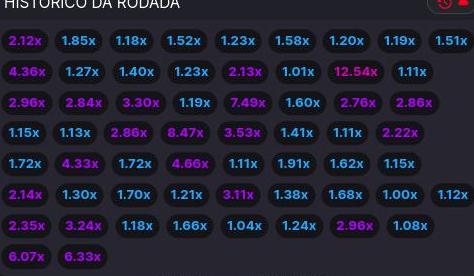 HISTÓRICO DA RODADA
2.12x 1.85x 1.18x 1.52x 1.23x 1.58x 1.20x 1.19x 1.51x
4.36x 1.27x 1.40x 1.23x 2.13x 1.01x 12.54x 1.11x
2.96x 2.84x 3.30x 1.19x 7.49x 1.60x 2.76x 2.86x
1.15x 1.13x 2.86x 8.47x 3.53x 1.41x 1.11x 2.22x
1.72x 4.33x 1.72x 4.66x 1.11x 1.91x 1.62x 1.15x
2.14x 1.30x 1.70x 1.21x 3.11x 1.38x 1.68x 1.00x 1.12x
2.35x 3.24x 1.18x 1.66x 1.04x 1.24x 2.96x 1.08x
6.07x 6.33x